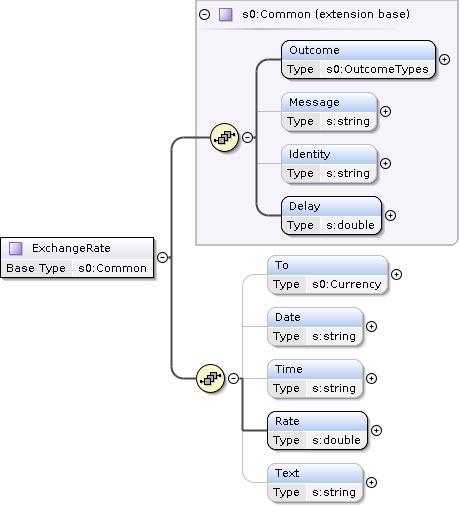 s0:Common (extension base)
Outcome
Type s0:OutcomeTypes
Message
Type s:string
Identity
Type s:string
Delay
Type s:double
ExchangeRate
Base Type s0:Common
To
Type s0:Currency
Date
Type s:string
Time
Type s:string
Rate
Type s:double
Text
Type s:string